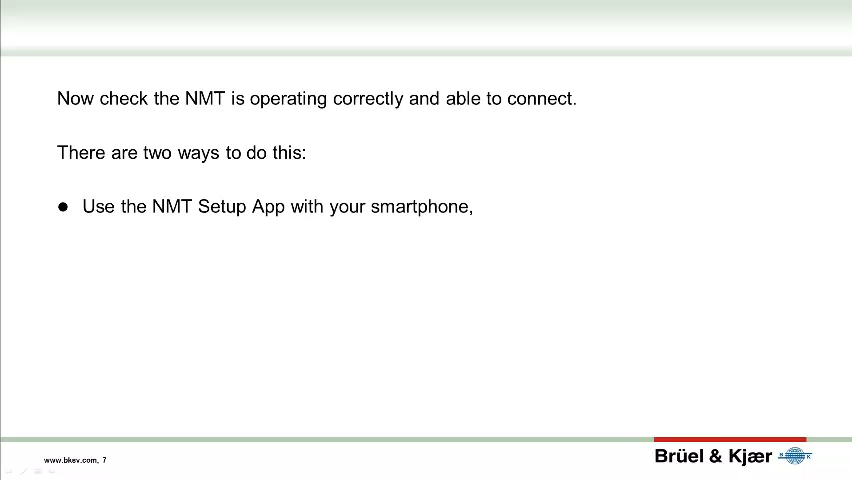 Now check the NMT is operating correctly and able to connect.
There are two ways to do this:
● Use the NMT Setup App with your smartphone,
www.bksv.com, 7
Brüel & Kjær